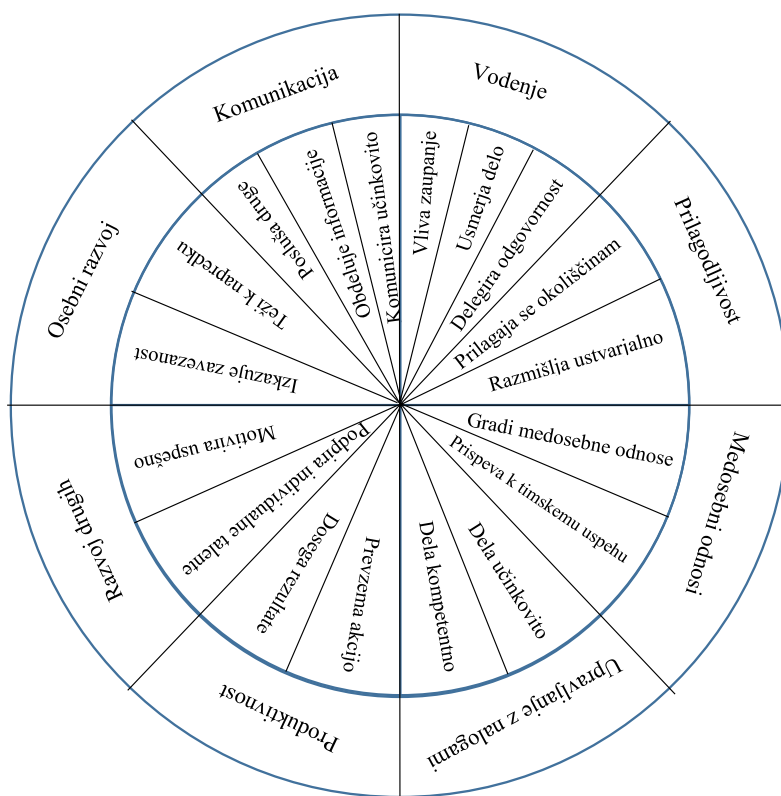 Komunikacija
Vodenje
Prilagodljivost
Medosebni odnosi
Upravljanje z nalogami
Produktivnost
Razvoj drugih
Osebni razvoj
Posluša druge
Obdeluje informacije
Komunicira učinkovito
Vliva zaupanje
Usmerja delo
Delegira odgovornost
Prilagaja se okoliščinam
Razmišlja ustvarjalno
Gradi medosebne odnose
Prispeva k timskemu uspehu
Dela učinkovito
Dela kompetentno
Prevzema akcijo
Dosega rezultate
Podpira individualne talente
Motivira uspešno
Izkazuje zavezanost
Teži k napredku